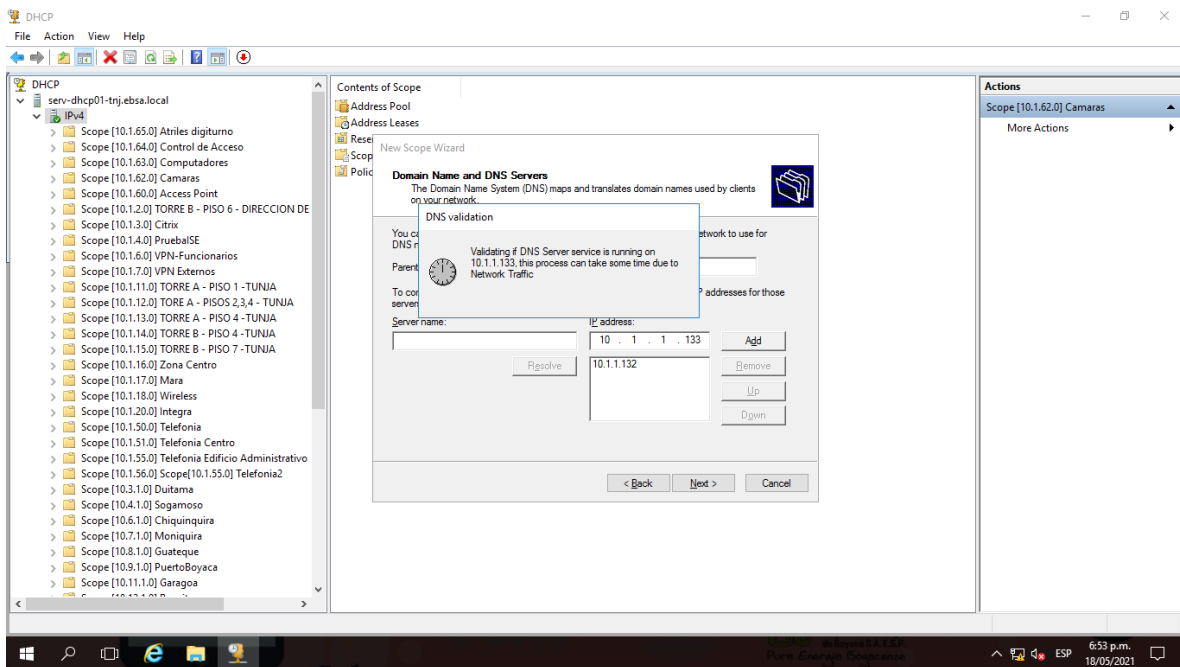 DHCP
File Action View Help
DHCP
serv-dhcp01-tnj.ebsa.local
IPv4
Scope [10.1.65.0] Atriles digiturno
Scope [10.1.64.0] Control de Acceso
Scope [10.1.63.0] Computadores
Scope [10.1.62.0] Camaras
Scope [10.1.60.0] Access Point
Scope [10.1.2.0] TORRE B - PISO 6 - DIRECCION DE
Scope [10.1.3.0] Citrix
Scope [10.1.4.0] PruebaISE
Scope [10.1.6.0] VPN-Funcionarios
Scope [10.1.7.0] VPN Externos
Scope [10.1.11.0] TORRE A - PISO 1 -TUNJA
Scope [10.1.12.0] TORE A - PISOS 2,3,4 - TUNJA
Scope [10.1.13.0] TORRE A - PISO 4 -TUNJA
Scope [10.1.14.0] TORRE B - PISO 4 -TUNJA
Scope [10.1.15.0] TORRE B - PISO 7 -TUNJA
Scope [10.1.16.0] Zona Centro
Scope [10.1.17.0] Mara
Scope [10.1.18.0] Wireless
Scope [10.1.20.0] Integra
Scope [10.1.50.0] Telefonia
Scope [10.1.51.0] Telefonia Centro
Scope [10.1.55.0] Telefonia Edificio Administrativo
Scope [10.1.56.0] Scope[10.1.55.0] Telefonia2
Scope [10.3.1.0] Duitama
Scope [10.4.1.0] Sogamoso
Scope [10.6.1.0] Chiquinquira
Scope [10.7.1.0] Moniquira
Scope [10.8.1.0] Guateque
Scope [10.9.1.0] PuertoBoyaca
Scope [10.11.1.0] Garagoa
Contents of Scope
Address Pool
Address Leases
Rese
Scop
Polic
New Scope Wizard
Domain Name and DNS Servers
The Domain Name System (DNS) maps and translates domain names used by clients
on your network.
You ca
etwork to use for
DNS n
Parent
To cor
P addresses for those
server
DNS validation
Validating if DNS Server service is running on
10.1.1.133, this process can take some time due to
Network Traffic
Server name:
IP address:
10 . 1 . 1 . 133
Add
Resolve
10.1.1.132
Remove
Up
Down
< Back
Next >
Cancel
Actions
Scope [10.1.62.0] Camaras
More Actions
ESP
6:53 p.m.
18/05/2021